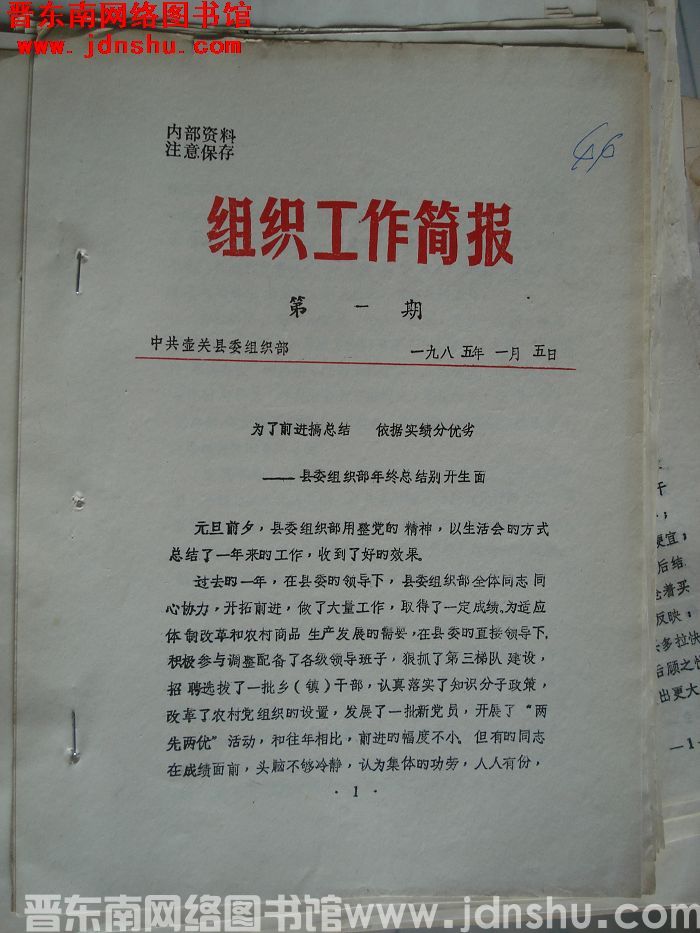 晋东南网络图书馆
www.jdnshu.com
内部资料
注意保存
组织工作简报
第一期
中共壶关县委组织部 一九八五年一月五日
为了前进搞总结 依据实绩分优劣
——县委组织部年终总结别开生面
元旦前夕，县委组织部用整党的精神，以生活会的方式
总结了一年来的工作，收到了好的效果。
过去的一年，在县委的领导下，县委组织部全体同志同
心协力，开拓前进，做了大量工作，取得了一定成绩。为适应
体制改革和农村商品生产发展的需要，在县委的直接领导下，
积极参与调整配备了各级领导班子，狠抓了第三梯队建设，
招聘选拨了一批乡（镇）干部，认真落实了知识分子政策，
改革了农村党组织的设置，发展了一批新党员，开展了“两
先两优”活动，和往年相比，前进的幅度不小。但有的同志
在成绩面前，头脑不够冷静，认为集体的功劳，人人有份，
·1·
干
便宜；
后结
着买
反映：
多拉快
后顾之
出更大
—1—
晋东南网络图书馆www.jdnshu.com